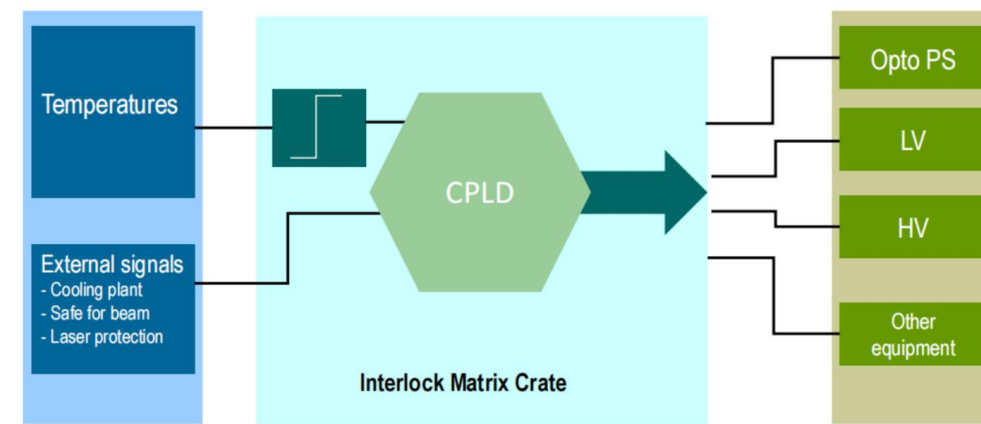 Temperatures
External signals
- Cooling plant
- Safe for beam
- Laser protection
CPLD
Interlock Matrix Crate
Opto PS
LV
HV
Other
equipment